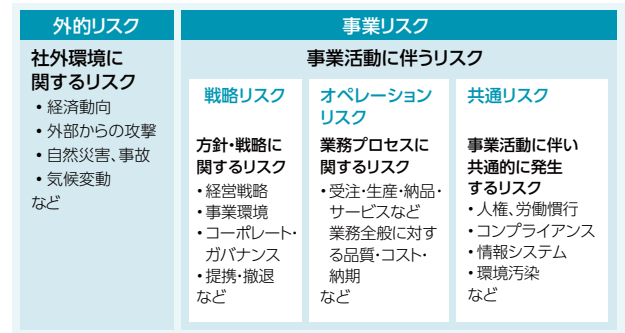 外的リスク
社外環境に
関するリスク
・経済動向
・外部からの攻撃
・自然災害、事故
・気候変動
など
事業リスク
事業活動に伴うリスク
戦略リスク
方針・戦略に
関するリスク
・経営戦略
・事業環境
・コーポレート・
ガバナンス
・提携・撤退
など
オペレーション
リスク
業務プロセスに
関するリスク
・受注・生産・納品・
サービスなど
業務全般に対す
る品質・コスト・
納期
など
共通リスク
事業活動に伴い
共通的に発生
するリスク
・人権、労働慣行
・コンプライアンス
・情報システム
・環境汚染
など